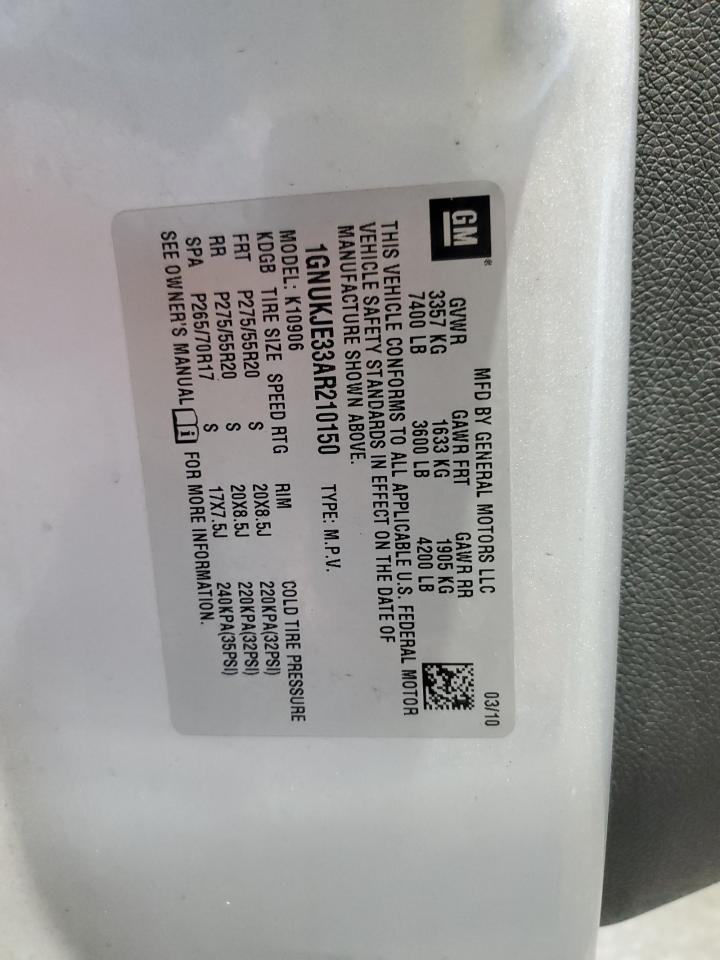 GM ®
MFD BY GENERAL MOTORS LLC 03/10
GVWR GAWR FRT GAWR RR
3357 KG 1633 KG 1905 KG
7400 LB 3600 LB 4200 LB
THIS VEHICLE CONFORMS TO ALL APPLICABLE U.S. FEDERAL MOTOR
VEHICLE SAFETY STANDARDS IN EFFECT ON THE DATE OF
MANUFACTURE SHOWN ABOVE.
1GNUKJE33AR210150 TYPE: M.P.V.
MODEL: K10906
KDGB TIRE SIZE SPEED RTG RIM COLD TIRE PRESSURE
FRT P275/55R20 S 20X8.5J 220KPA(32PSI)
RR P275/55R20 S 20X8.5J 220KPA(32PSI)
SPA P265/70R17 S 17X7.5J 240KPA(35PSI)
SEE OWNER'S MANUAL i FOR MORE INFORMATION.